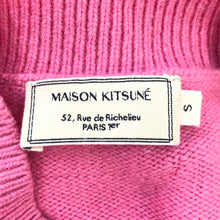 MAISON KITSUNÉ
52, Rue de Richelieu
PARIS 1er
S